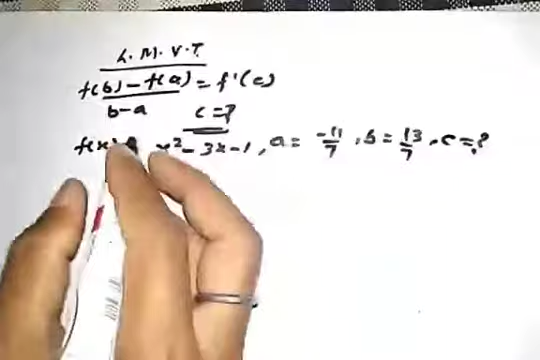 L.M.V.T.
f(b) - f(a) / b-a = f'(c)
c=?
f(x) x² - 3x - 1, a = -11/7, b = 13/7, c = ?